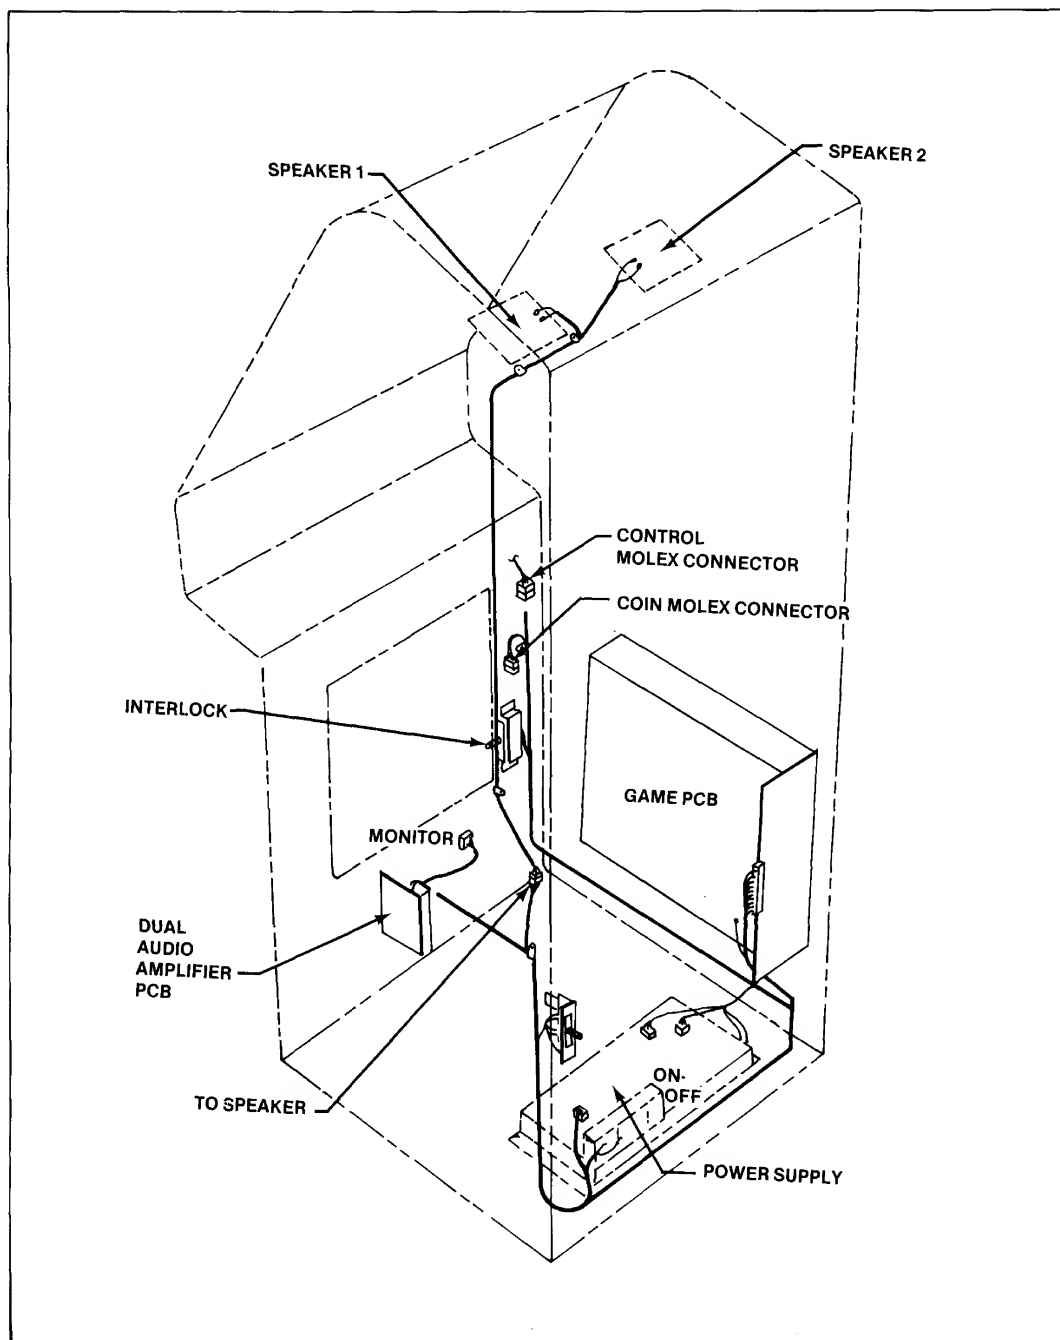 SPEAKER 1
SPEAKER 2
CONTROL
MOLEX CONNECTOR
COIN MOLEX CONNECTOR
INTERLOCK
GAME PCB
MONITOR
DUAL
AUDIO
AMPLIFIER
PCB
ON-
OFF
TO SPEAKER
POWER SUPPLY